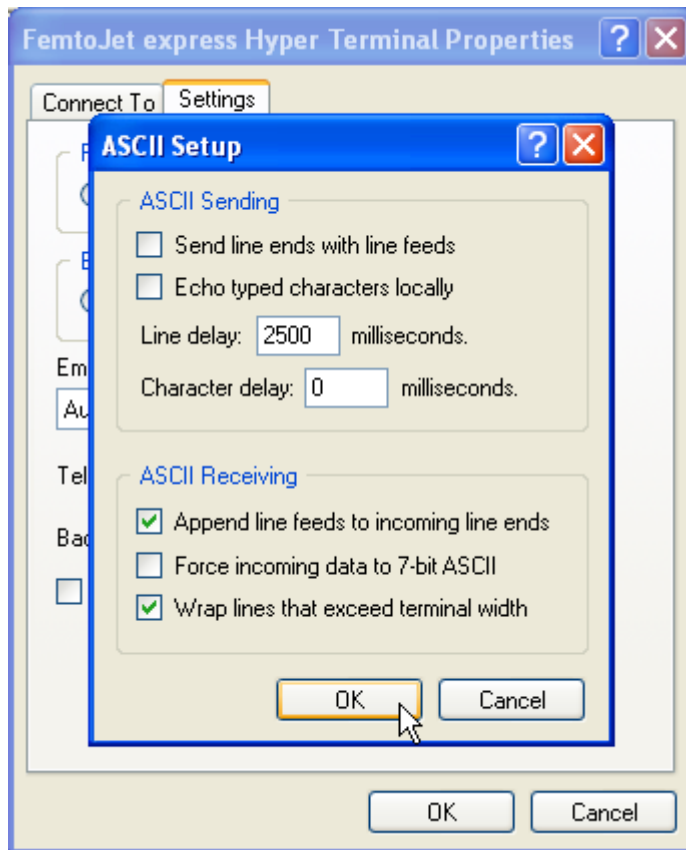 FemtoJet express Hyper Terminal Properties
Connect To Settings
ASCII Setup
ASCII Sending
Send line ends with line feeds
Echo typed characters locally
Line delay: 2500 milliseconds.
Character delay: 0 milliseconds.
ASCII Receiving
Append line feeds to incoming line ends
Force incoming data to 7-bit ASCII
Wrap lines that exceed terminal width
OK Cancel
OK Cancel